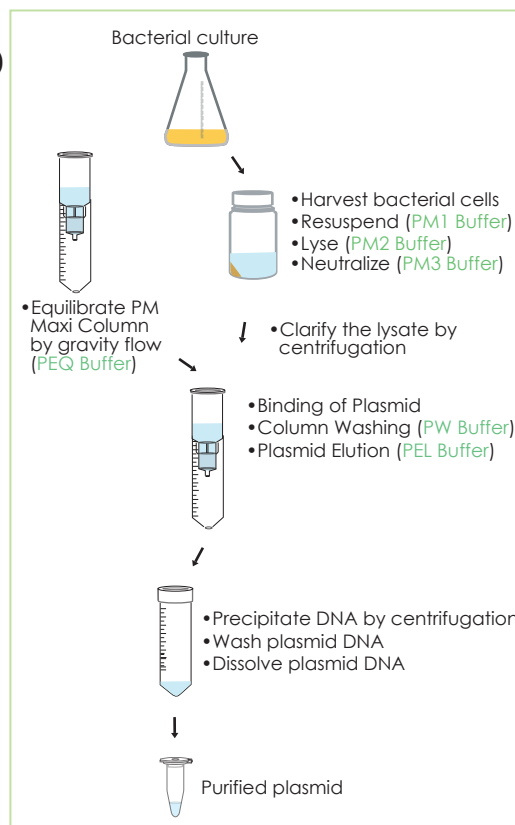 Bacterial culture
•Harvest bacterial cells
•Resuspend (PM1 Buffer)
•Lyse (PM2 Buffer)
•Neutralize (PM3 Buffer)
•Equilibrate PM
Maxi Column
by gravity flow
(PEQ Buffer)
•Clarify the lysate by
centrifugation
•Binding of Plasmid
•Column Washing (PW Buffer)
•Plasmid Elution (PEL Buffer)
•Precipitate DNA by centrifugation
•Wash plasmid DNA
•Dissolve plasmid DNA
Purified plasmid